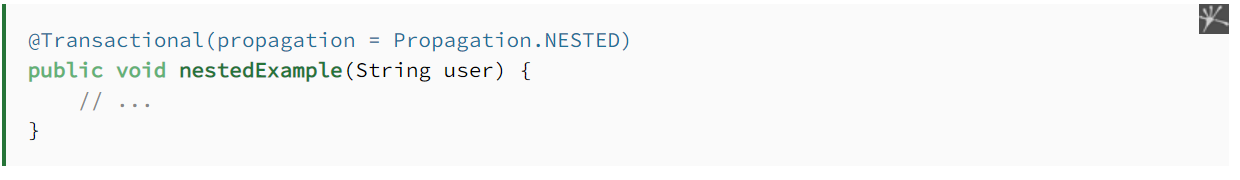 @Transactional(propagation = Propagation.NESTED)
public void nestedExample(String user) {
    // ...
}